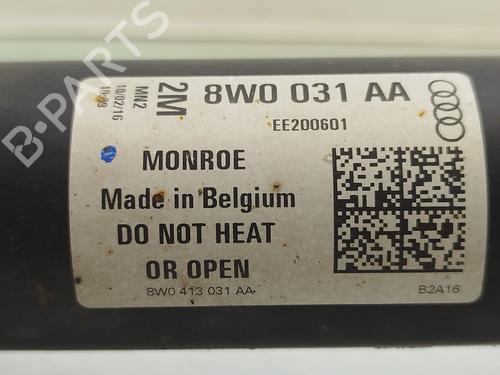 8W0 031 AA
EE200601
2M
MN2
10/02/16
MONROE
Made in Belgium
DO NOT HEAT
OR OPEN
8W0 413 031 AA
B2A16
B-PARTS